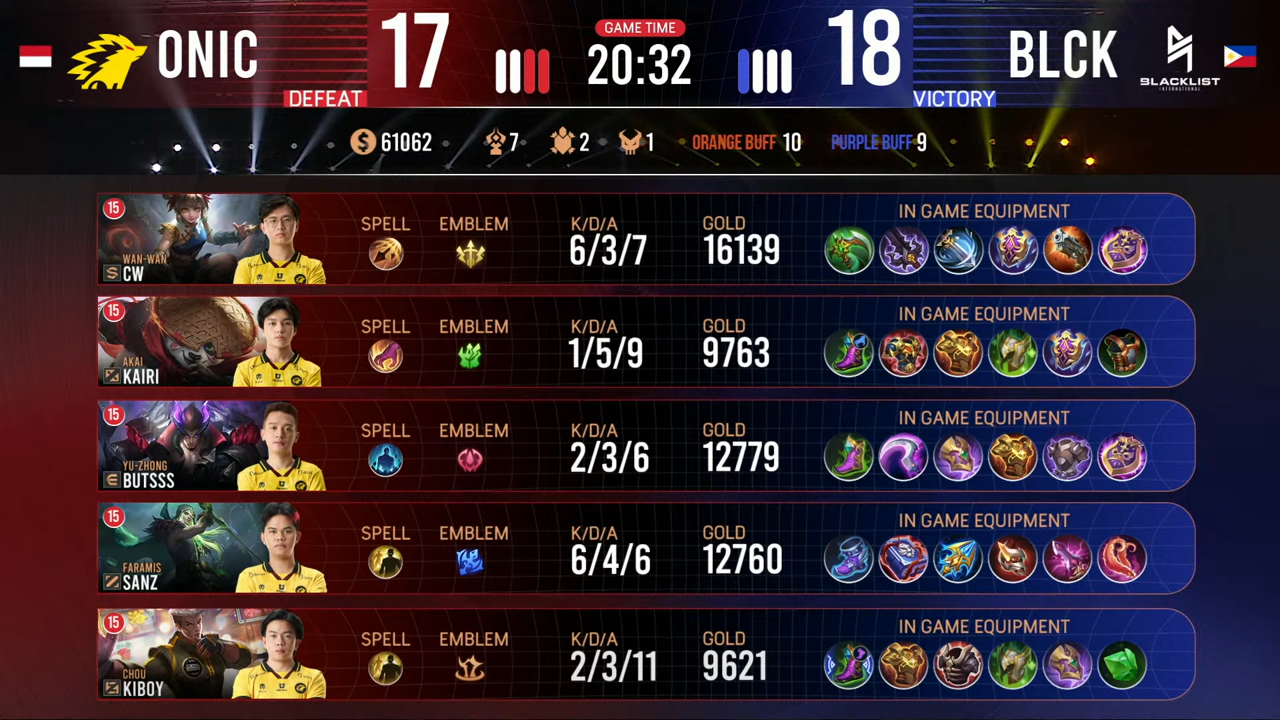 ONIC 17 GAME TIME 18 BLCK
20:32
BLACKLIST
INTERNATIONAL
DEFEAT VICTORY
61062 7 2 1 ORANGE BUFF 10 PURPLE BUFF 9
15 SPELL EMBLEM K/D/A GOLD IN GAME EQUIPMENT
WAN-WAN
CW 6/3/7 16139
15 SPELL EMBLEM K/D/A GOLD IN GAME EQUIPMENT
AKAI
KAIRI 1/5/9 9763
15 SPELL EMBLEM K/D/A GOLD IN GAME EQUIPMENT
YU-ZHONG
BUTSSS 2/3/6 12779
15 SPELL EMBLEM K/D/A GOLD IN GAME EQUIPMENT
FARAMIS
SANZ 6/4/6 12760
15 SPELL EMBLEM K/D/A GOLD IN GAME EQUIPMENT
CHOU
KIBOY 2/3/11 9621